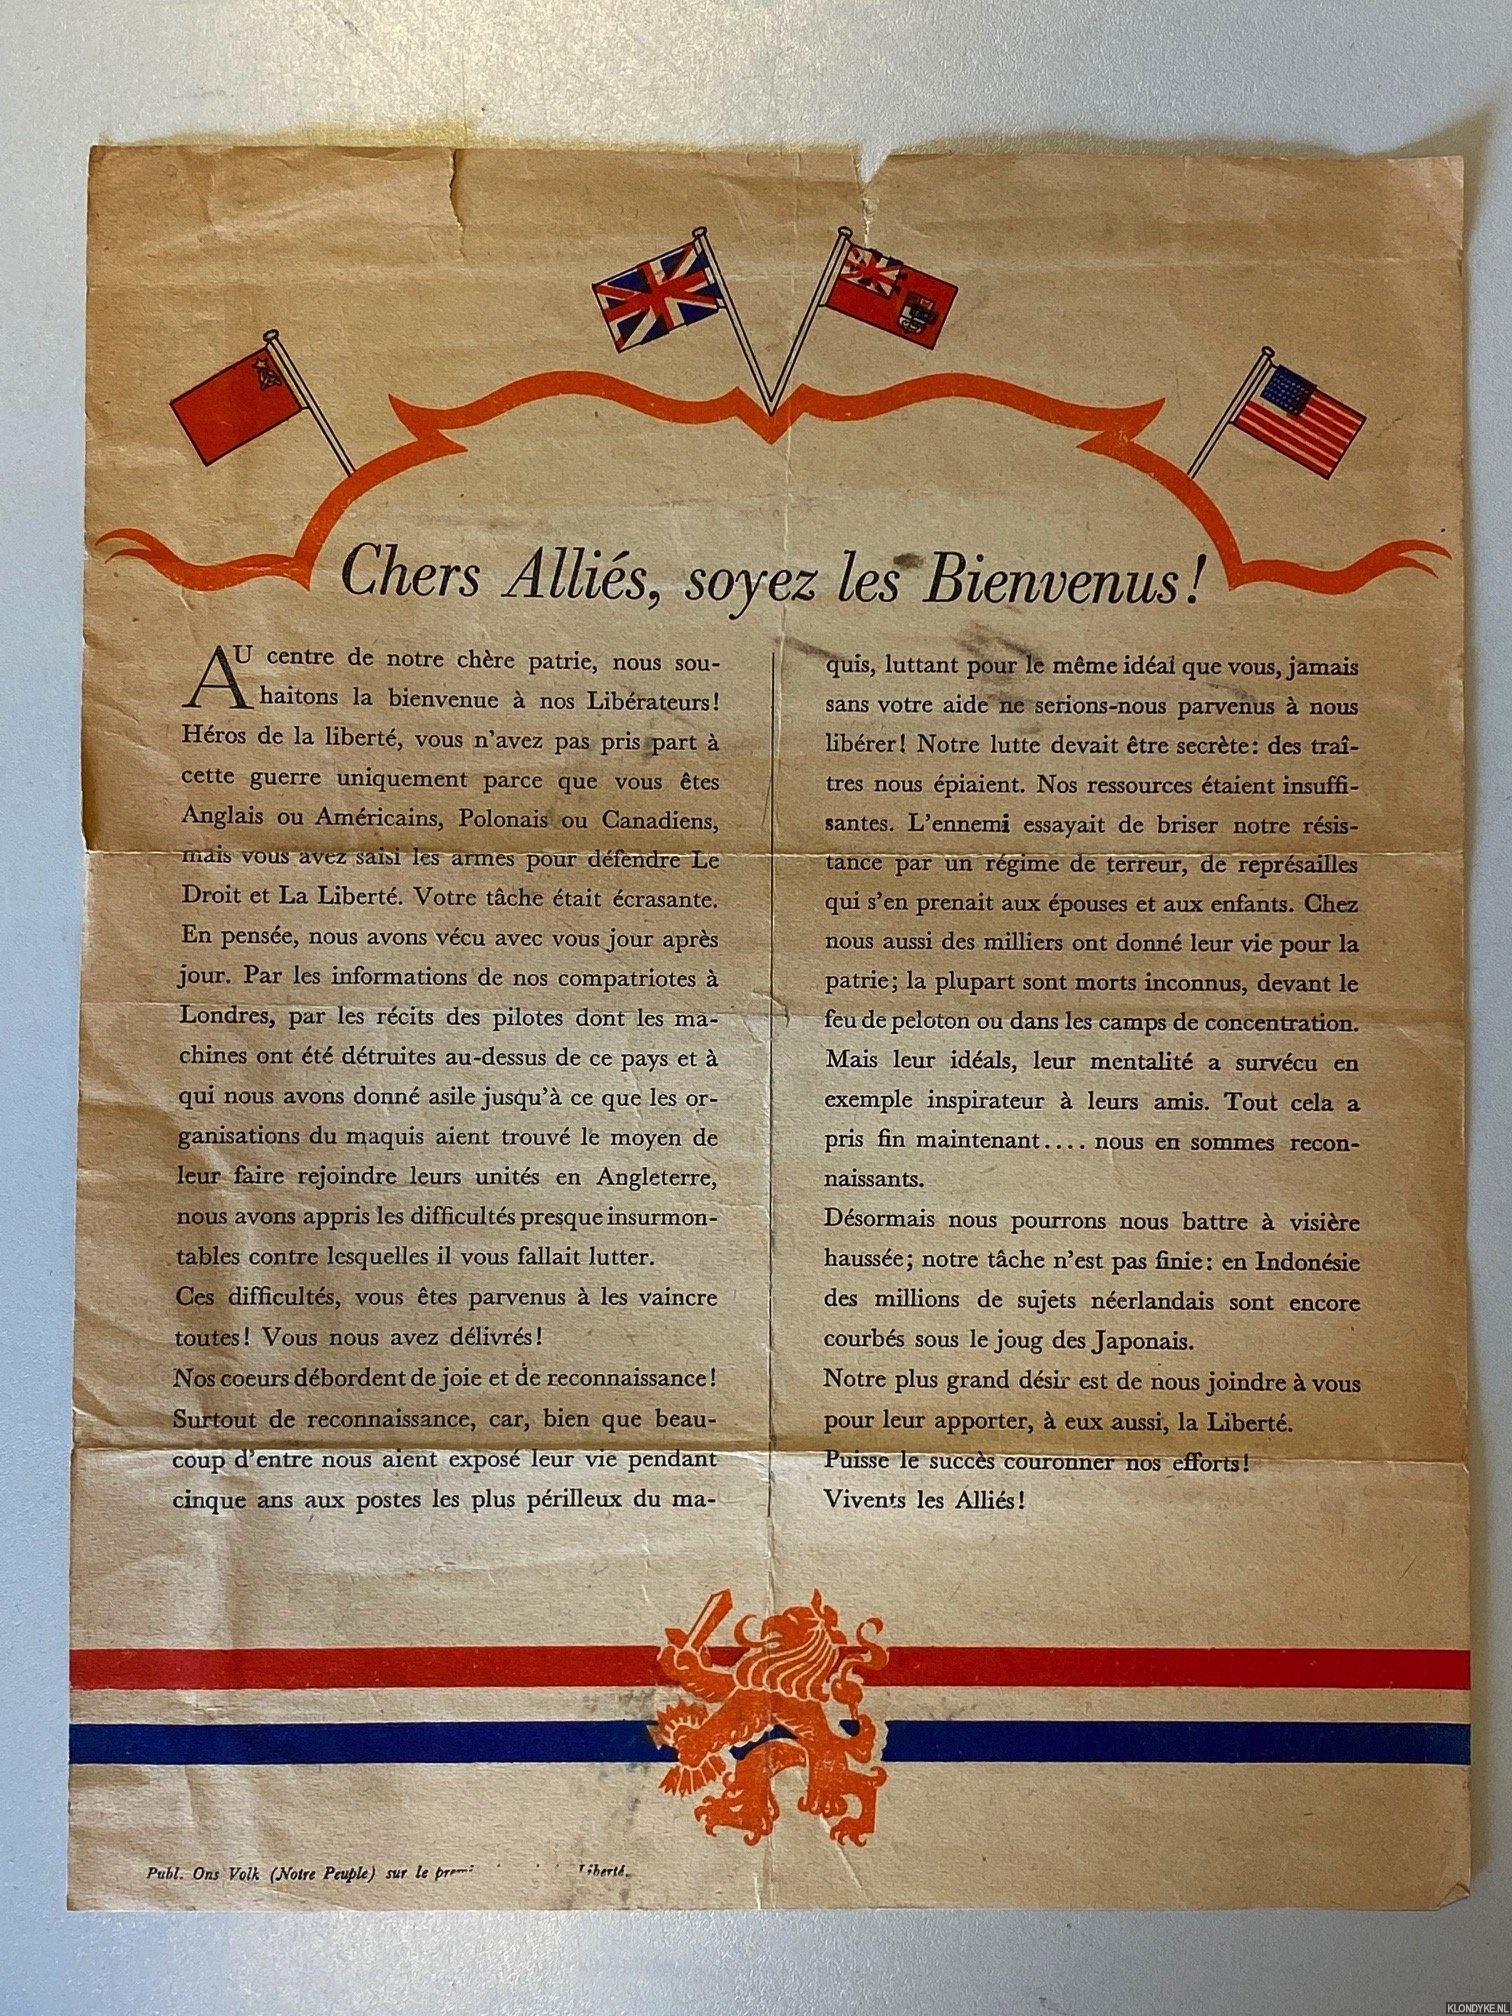 Chers Alliés, soyez les Bienvenus!
AU centre de notre chère patrie, nous sou-
haitons la bienvenue à nos Libérateurs!
Héros de la liberté, vous n'avez pas pris part à
cette guerre uniquement parce que vous êtes
Anglais ou Américains, Polonais ou Canadiens,
mais vous avez saisi les armes pour défendre Le
Droit et La Liberté. Votre tâche était écrasante.
En pensée, nous avons vécu avec vous jour après
jour. Par les informations de nos compatriotes à
Londres, par les récits des pilotes dont les ma-
chines ont été détruites au-dessus de ce pays et à
qui nous avons donné asile jusqu'à ce que les or-
ganisations du maquis aient trouvé le moyen de
leur faire rejoindre leurs unités en Angleterre,
nous avons appris les difficultés presque insurmon-
tables contre lesquelles il vous fallait lutter.
Ces difficultés, vous êtes parvenus à les vaincre
toutes! Vous nous avez délivrés!
Nos coeurs débordent de joie et de reconnaissance!
Surtout de reconnaissance, car, bien que beau-
coup d'entre nous aient exposé leur vie pendant
cinque ans aux postes les plus périlleux du ma-
quis, luttant pour le même idéal que vous, jamais
sans votre aide ne serions-nous parvenus à nous
libérer! Notre lutte devait être secrète: des traî-
tres nous épiaient. Nos ressources étaient insuffi-
santes. L'ennemi essayait de briser notre résis-
tance par un régime de terreur, de représailles
qui s'en prenait aux épouses et aux enfants. Chez
nous aussi des milliers ont donné leur vie pour la
patrie; la plupart sont morts inconnus, devant le
feu de peloton ou dans les camps de concentration.
Mais leur idéals, leur mentalité a survécu en
exemple inspirateur à leurs amis. Tout cela a
pris fin maintenant.... nous en sommes recon-
naissants.
Désormais nous pourrons nous battre à visière
haussée; notre tâche n'est pas finie: en Indonésie
des millions de sujets néerlandais sont encore
courbés sous le joug des Japonais.
Notre plus grand désir est de nous joindre à vous
pour leur apporter, à eux aussi, la Liberté.
Puisse le succès couronner nos efforts!
Vivents les Alliés!
Publ. Ons Volk (Notre Peuple) sur le Liberté.
KLONDYKE.NL